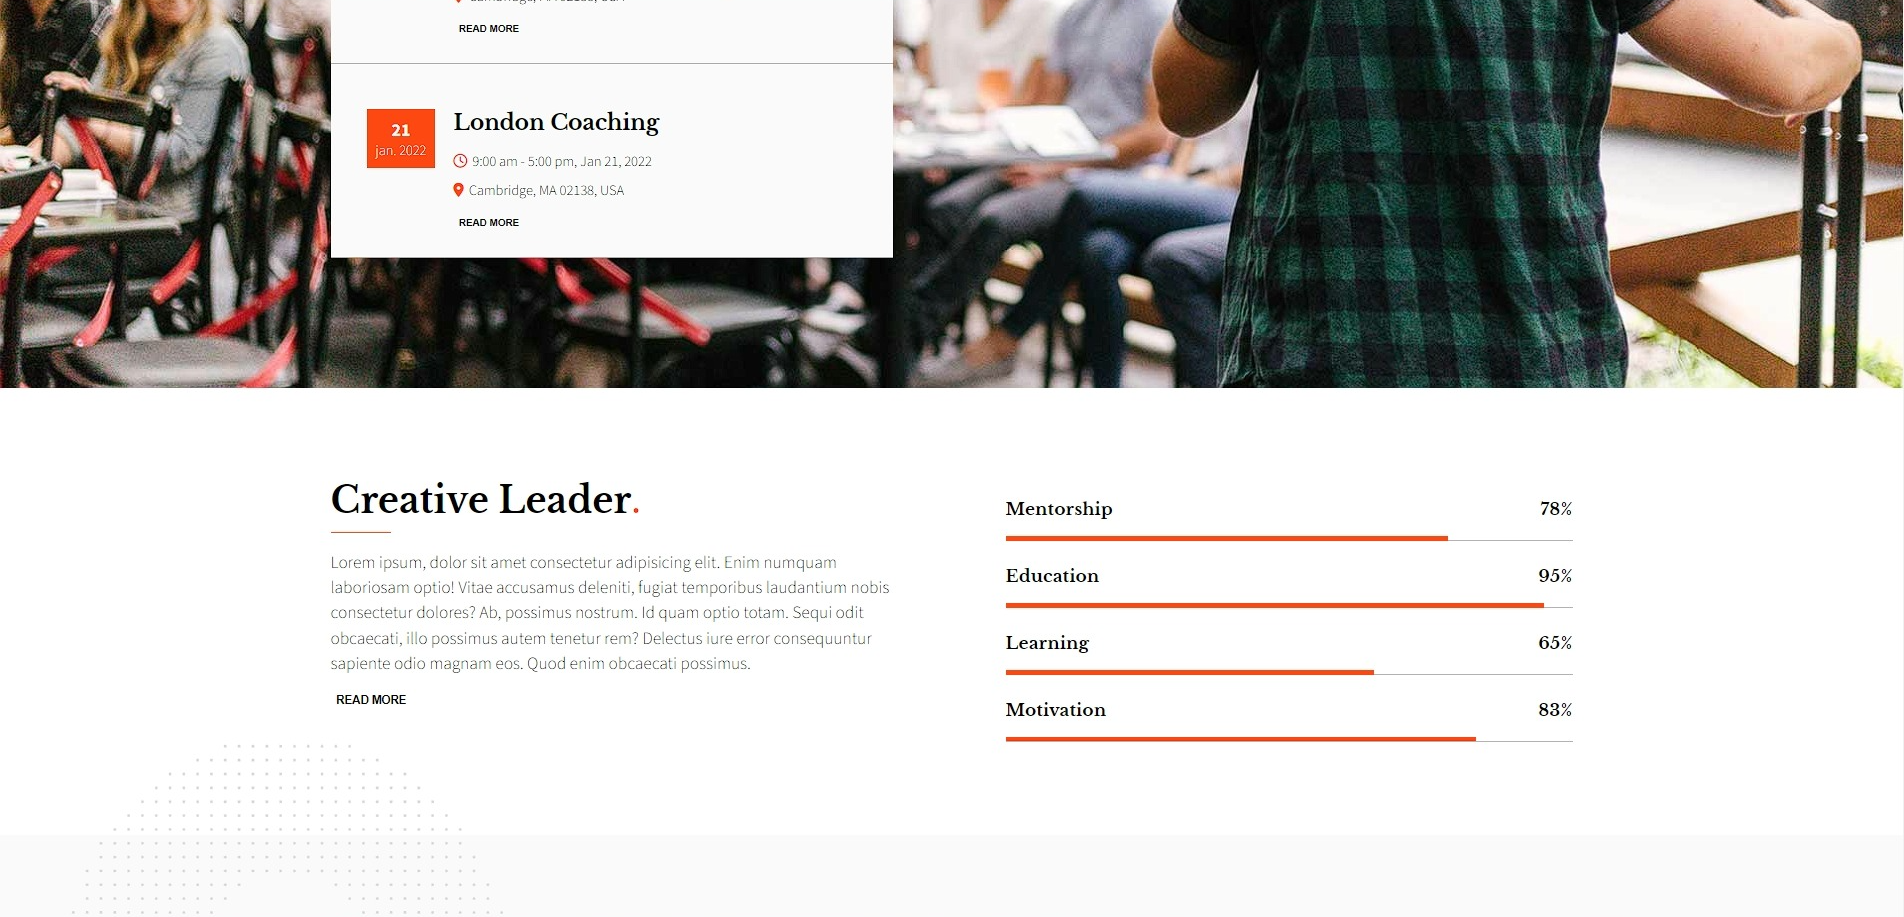 Cambridge, MA 02138, USA
READ MORE
21
jan, 2022
London Coaching
9:00 am - 5:00 pm, Jan 21, 2022
Cambridge, MA 02138, USA
READ MORE
Creative Leader.
Lorem ipsum, dolor sit amet consectetur adipisicing elit. Enim numquam
laboriosam optio! Vitae accusamus deleniti, fugiat temporibus laudantium nobis
consectetur dolores? Ab, possimus nostrum. Id quam optio totam. Sequi odit
obcaecati, illo possimus autem tenetur rem? Delectus iure error consequuntur
sapiente odio magnam eos. Quod enim obcaecati possimus.
READ MORE
Mentorship 78%
Education 95%
Learning 65%
Motivation 83%